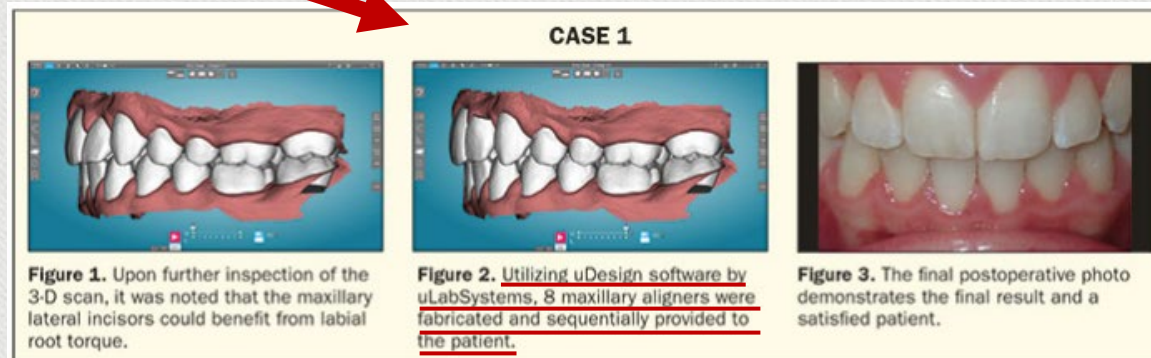 CASE 1
Figure 1. Upon further inspection of the
3-D scan, it was noted that the maxillary
lateral incisors could benefit from labial
root torque.
Figure 2. Utilizing uDesign software by
uLabSystems, 8 maxillary aligners were
fabricated and sequentially provided to
the patient.
Figure 3. The final postoperative photo
demonstrates the final result and a
satisfied patient.